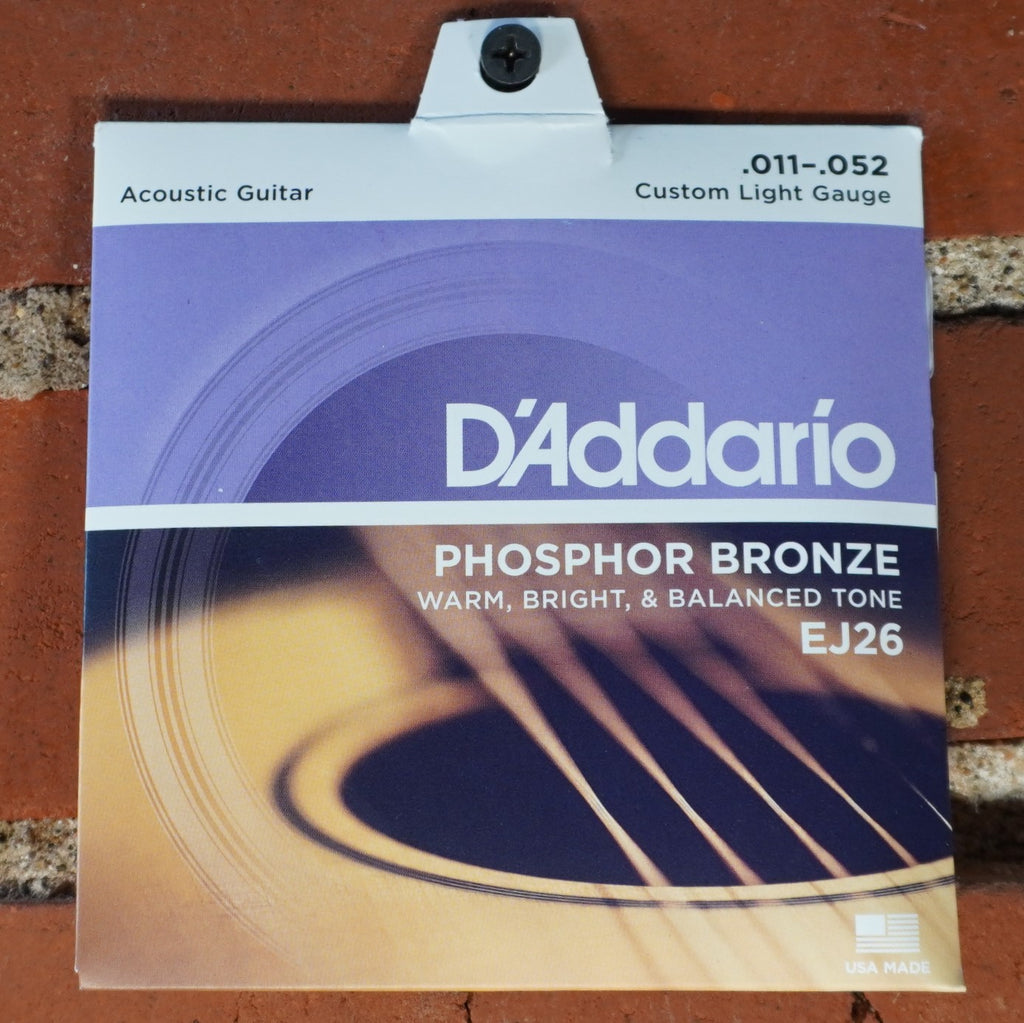 .011–.052
Acoustic Guitar
Custom Light Gauge
D'Addario
PHOSPHOR BRONZE
WARM, BRIGHT, & BALANCED TONE
EJ26
USA MADE